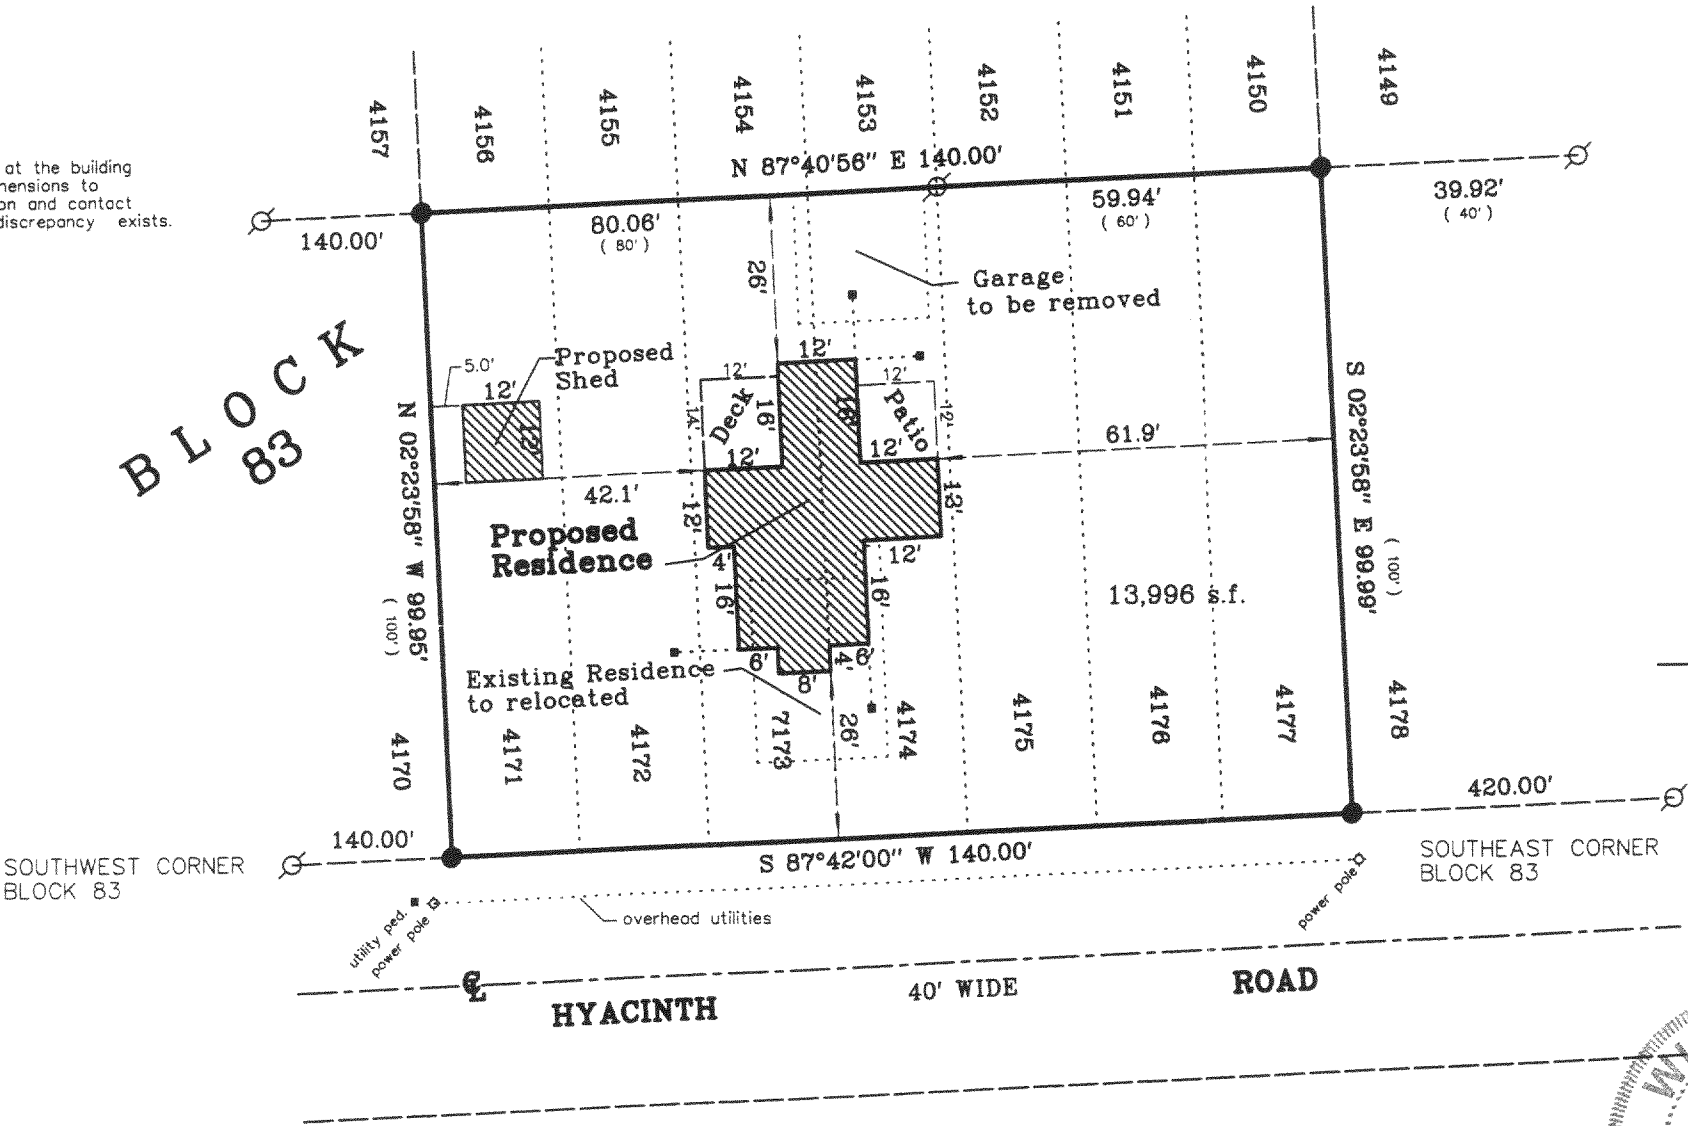 4157
4156
4155
4154
4153
4152
4151
4150
4149
at the building
on and contact
discrepancy exists.
N 87°40'56" E 140.00'
140.00'
80.06'
( 80' )
59.94'
( 60' )
39.92'
( 40' )
26'
Garage
to be removed
BLOCK
83
5.0'
Proposed
Shed
12'
12'
12'
12'
Deck
14'
16'
12'
16'
12'
Patio
12'
12'
12'
12'
12'
42.1'
61.9'
N 02°23'58" W 99.95'
( 100' )
S 02°23'58" E 99.99'
( 100' )
Proposed
Residence
4'
16'
16'
13,996 s.f.
6'
8'
4'
6'
Existing Residence
to relocated
26'
4170
4171
4172
7173
4174
4175
4176
4177
4178
140.00'
420.00'
S 87°42'00" W 140.00'
SOUTHWEST CORNER
BLOCK 83
SOUTHEAST CORNER
BLOCK 83
utility ped.
power pole
overhead utilities
power pole
CL
HYACINTH 40' WIDE ROAD
W